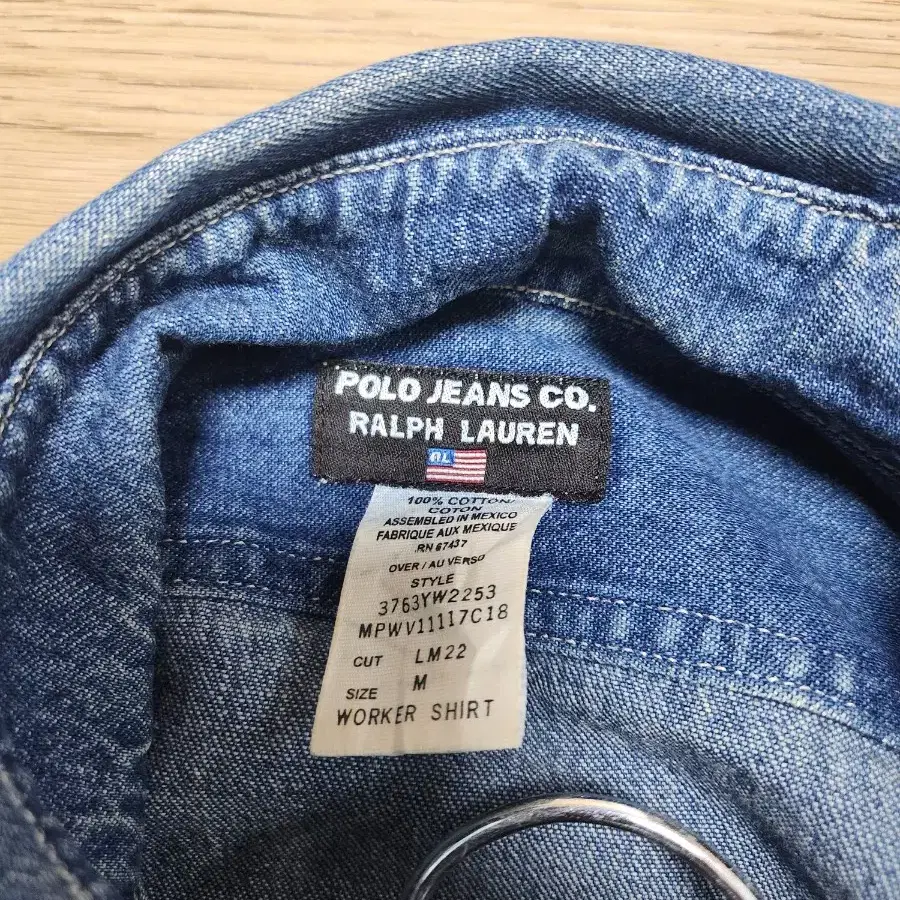 POLO JEANS CO.
RALPH LAUREN
RL
100% COTTON/
COTON
ASSEMBLED IN MEXICO
FABRIQUE AUX MEXIQUE
RN 67437
OVER / AU VERSO
STYLE
3763YW2253
MPWV11117C18
CUT LM22
SIZE M
WORKER SHIRT